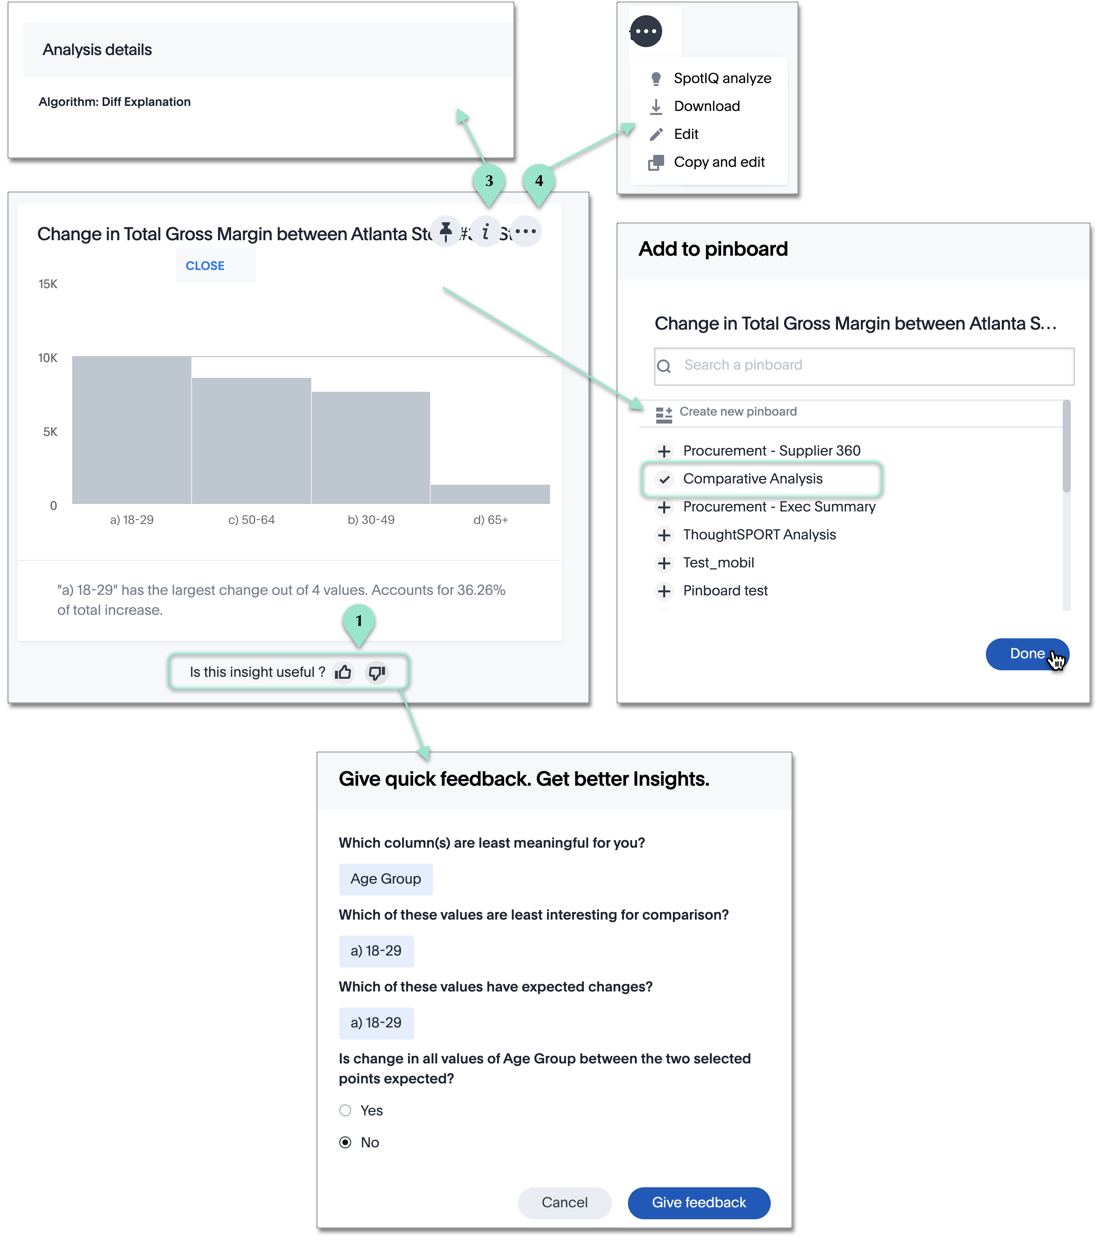 Analysis details
Algorithm: Diff Explanation
SpotIQ analyze
Download
Edit
Copy and edit
3
4
Change in Total Gross Margin between Atlanta
CLOSE
15K
10K
5K
0
a) 18-29
c) 50-64
b) 30-49
d) 65+
"a) 18-29" has the largest change out of 4 values. Accounts for 36.26%
of total increase.
1
Is this insight useful ?
Add to pinboard
Change in Total Gross Margin between Atlanta S...
Search a pinboard
Create new pinboard
Procurement - Supplier 360
Comparative Analysis
Procurement - Exec Summary
ThoughtSPORT Analysis
Test_mobil
Pinboard test
Done
Give quick feedback. Get better Insights.
Which column(s) are least meaningful for you?
Age Group
Which of these values are least interesting for comparison?
a) 18-29
Which of these values have expected changes?
a) 18-29
Is change in all values of Age Group between the two selected
points expected?
Yes
No
Cancel
Give feedback